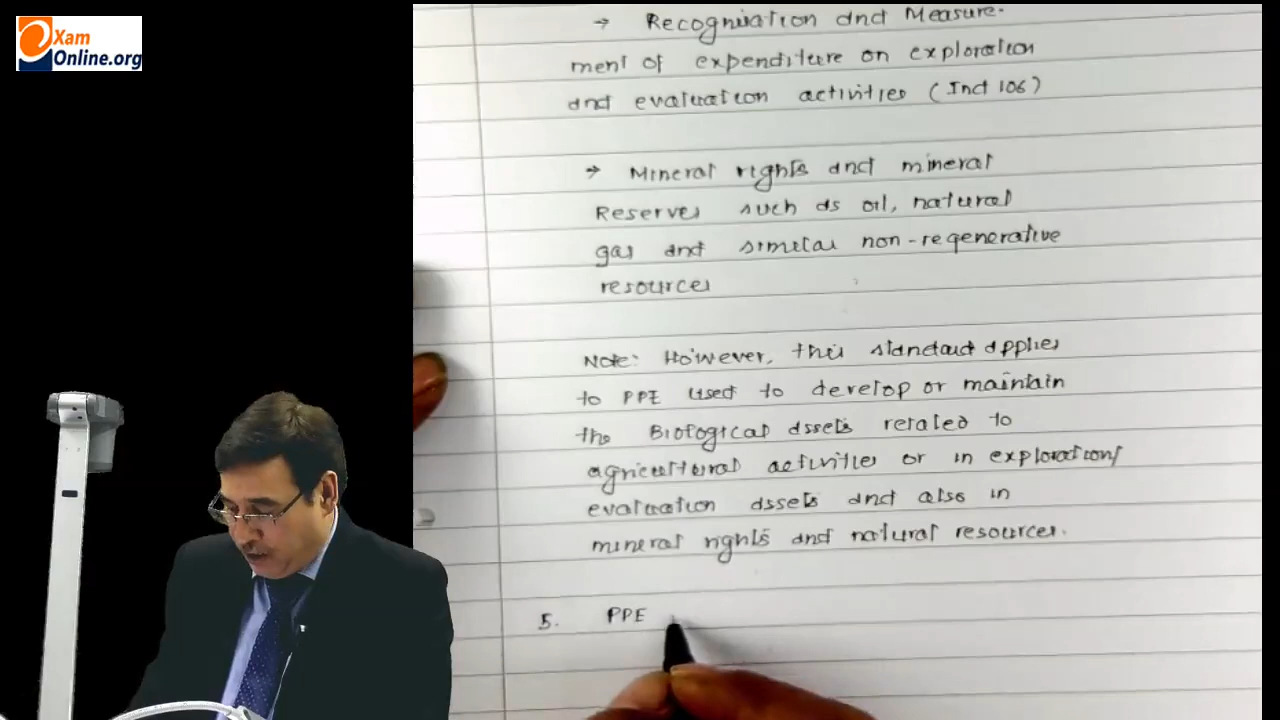 Exam
Online.org
→ Recognization and Measure-
ment of expenditure on exploration
and evaluation activities (Ind 106)
→ Mineral rights and mineral
Reserves such as oil, natural
gas and similar non-regenerative
resources
Note: However, this standard applies
to PPE used to develop or maintain
the Biological assets related to
agricultural activities or in exploration/
evaluation assets and also in
mineral rights and natural resources.
5. PPE